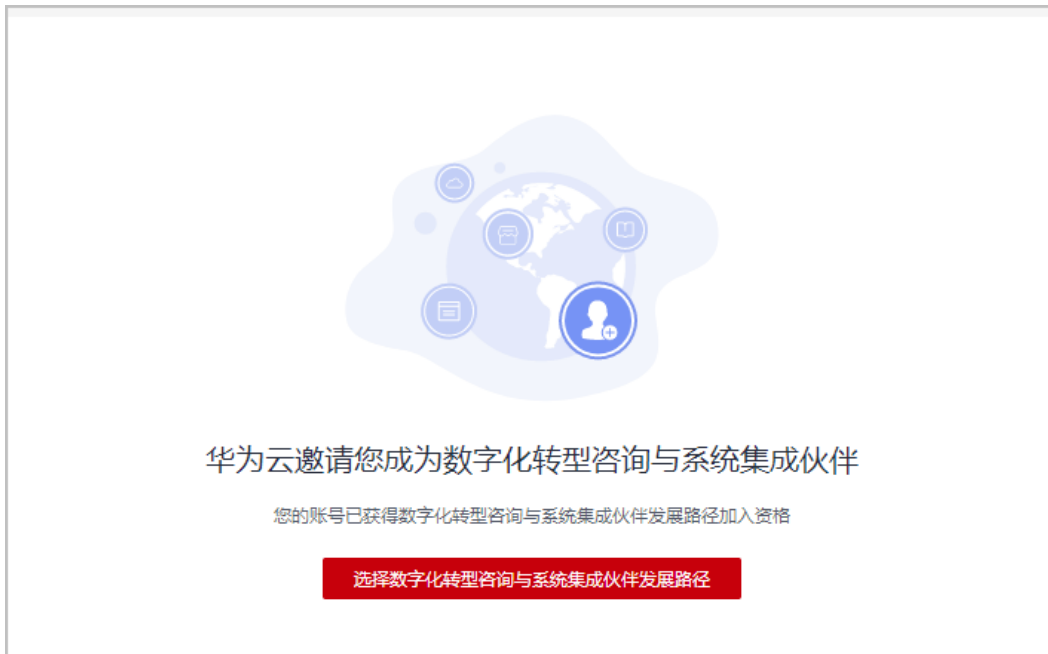 华为云邀请您成为数字化转型咨询与系统集成伙伴
您的账号已获得数字化转型咨询与系统集成伙伴发展路径加入资格
选择数字化转型咨询与系统集成伙伴发展路径